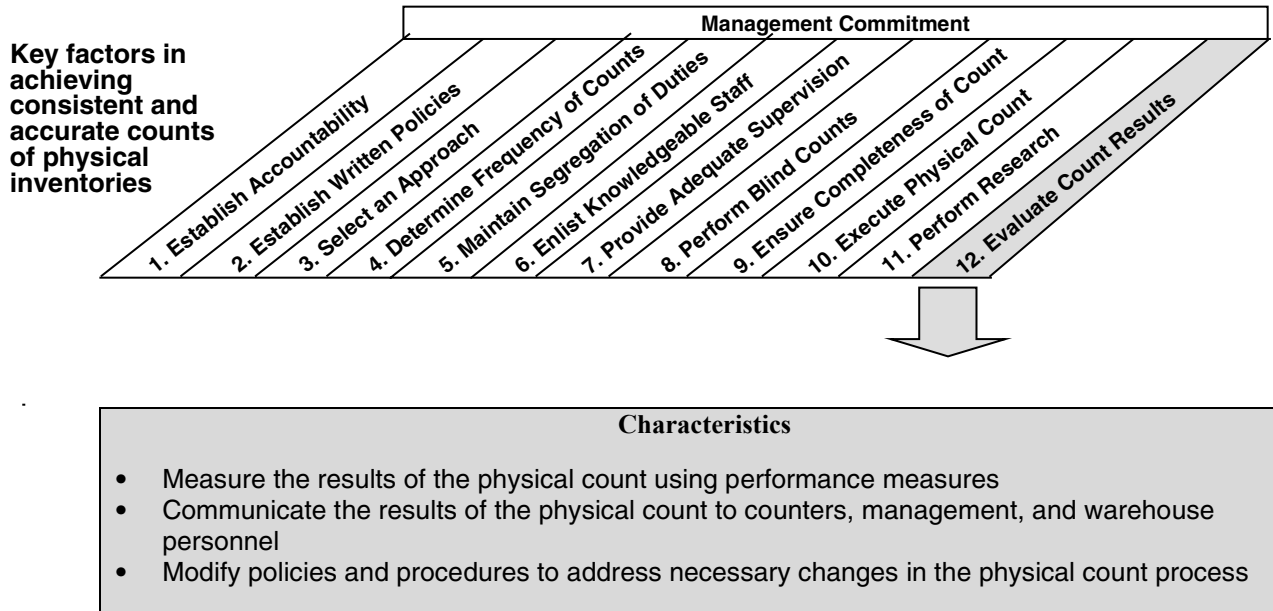 Management Commitment
Key factors in
achieving
consistent and
accurate counts
of physical
inventories
1. Establish Accountability
2. Establish Written Policies
3. Select an Approach
4. Determine Frequency of Counts
5. Maintain Segregation of Duties
6. Enlist Knowledgeable Staff
7. Provide Adequate Supervision
8. Perform Blind Counts
9. Ensure Completeness of Count
10. Execute Physical Count
11. Perform Research
12. Evaluate Count Results
.
Characteristics
• Measure the results of the physical count using performance measures
• Communicate the results of the physical count to counters, management, and warehouse
personnel
• Modify policies and procedures to address necessary changes in the physical count process